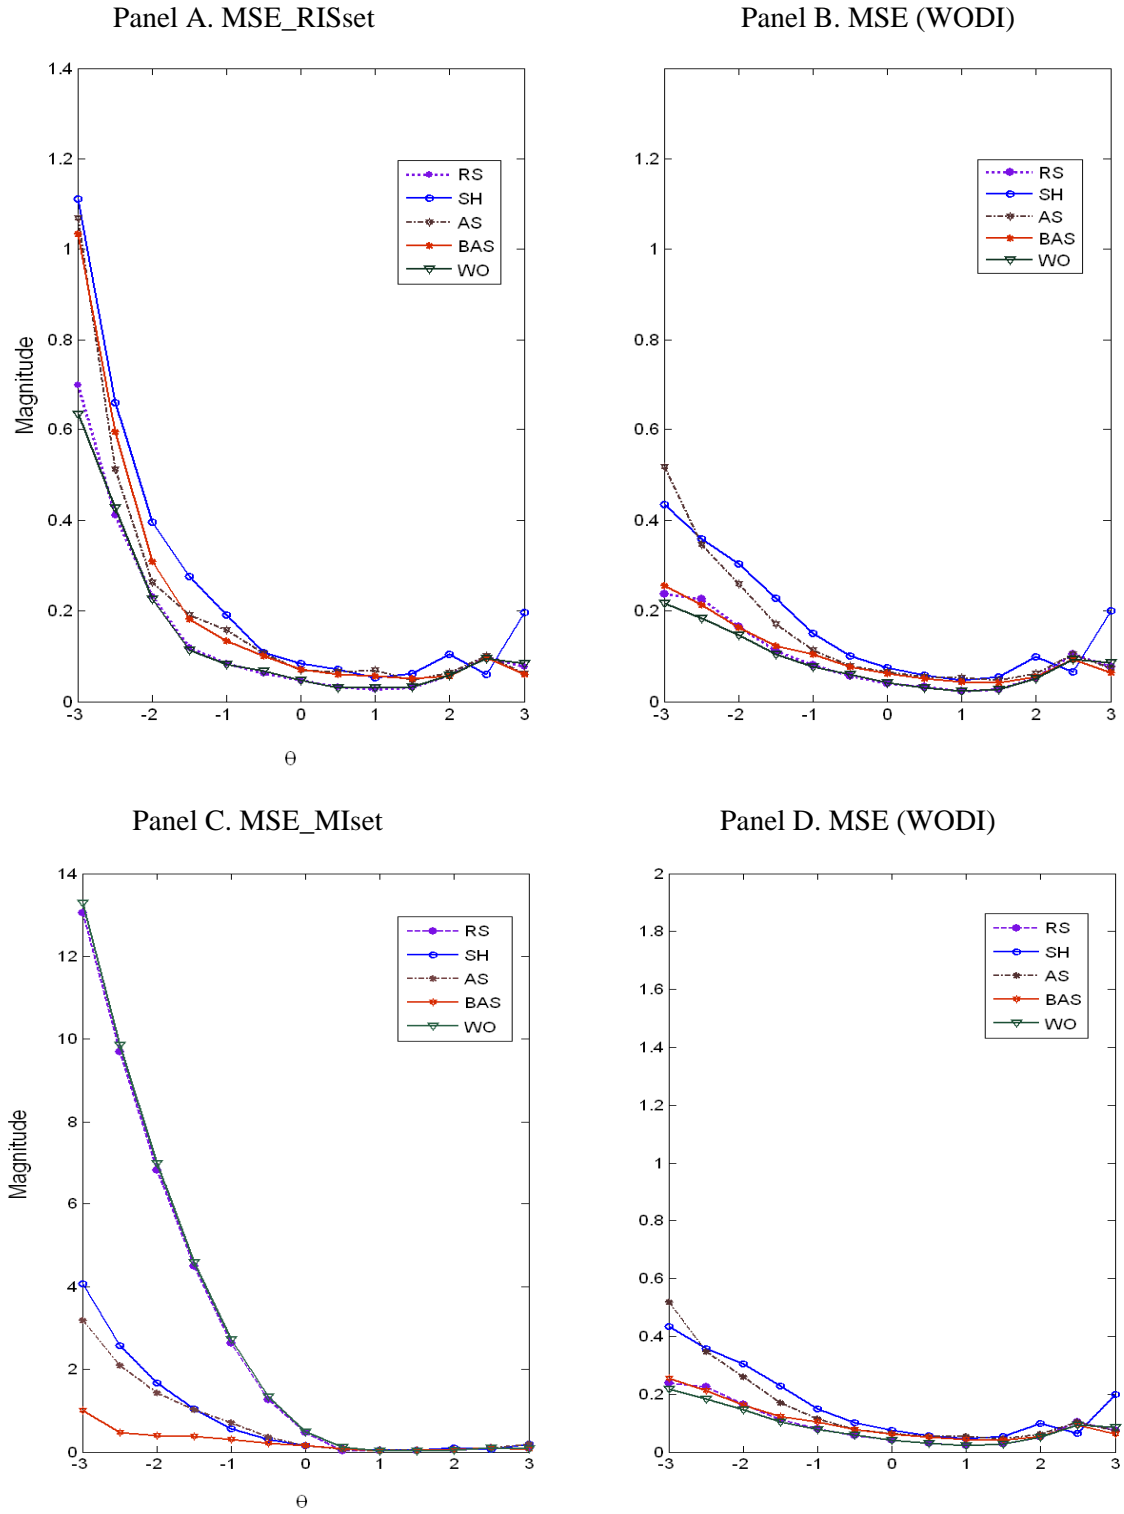 Panel A. MSE_RISset
Panel B. MSE (WODI)
Magnitude
1.4
1.2
1
0.8
0.6
0.4
0.2
0
-3
-2
-1
0
1
2
3
θ
RS
SH
AS
BAS
WO
1.2
1
0.8
0.6
0.4
0.2
0
-3
-2
-1
0
1
2
3
RS
SH
AS
BAS
WO
Panel C. MSE_MIset
Panel D. MSE (WODI)
Magnitude
14
12
10
8
6
4
2
0
-3
-2
-1
0
1
2
3
θ
RS
SH
AS
BAS
WO
2
1.8
1.6
1.4
1.2
1
0.8
0.6
0.4
0.2
0
-3
-2
-1
0
1
2
3
RS
SH
AS
BAS
WO